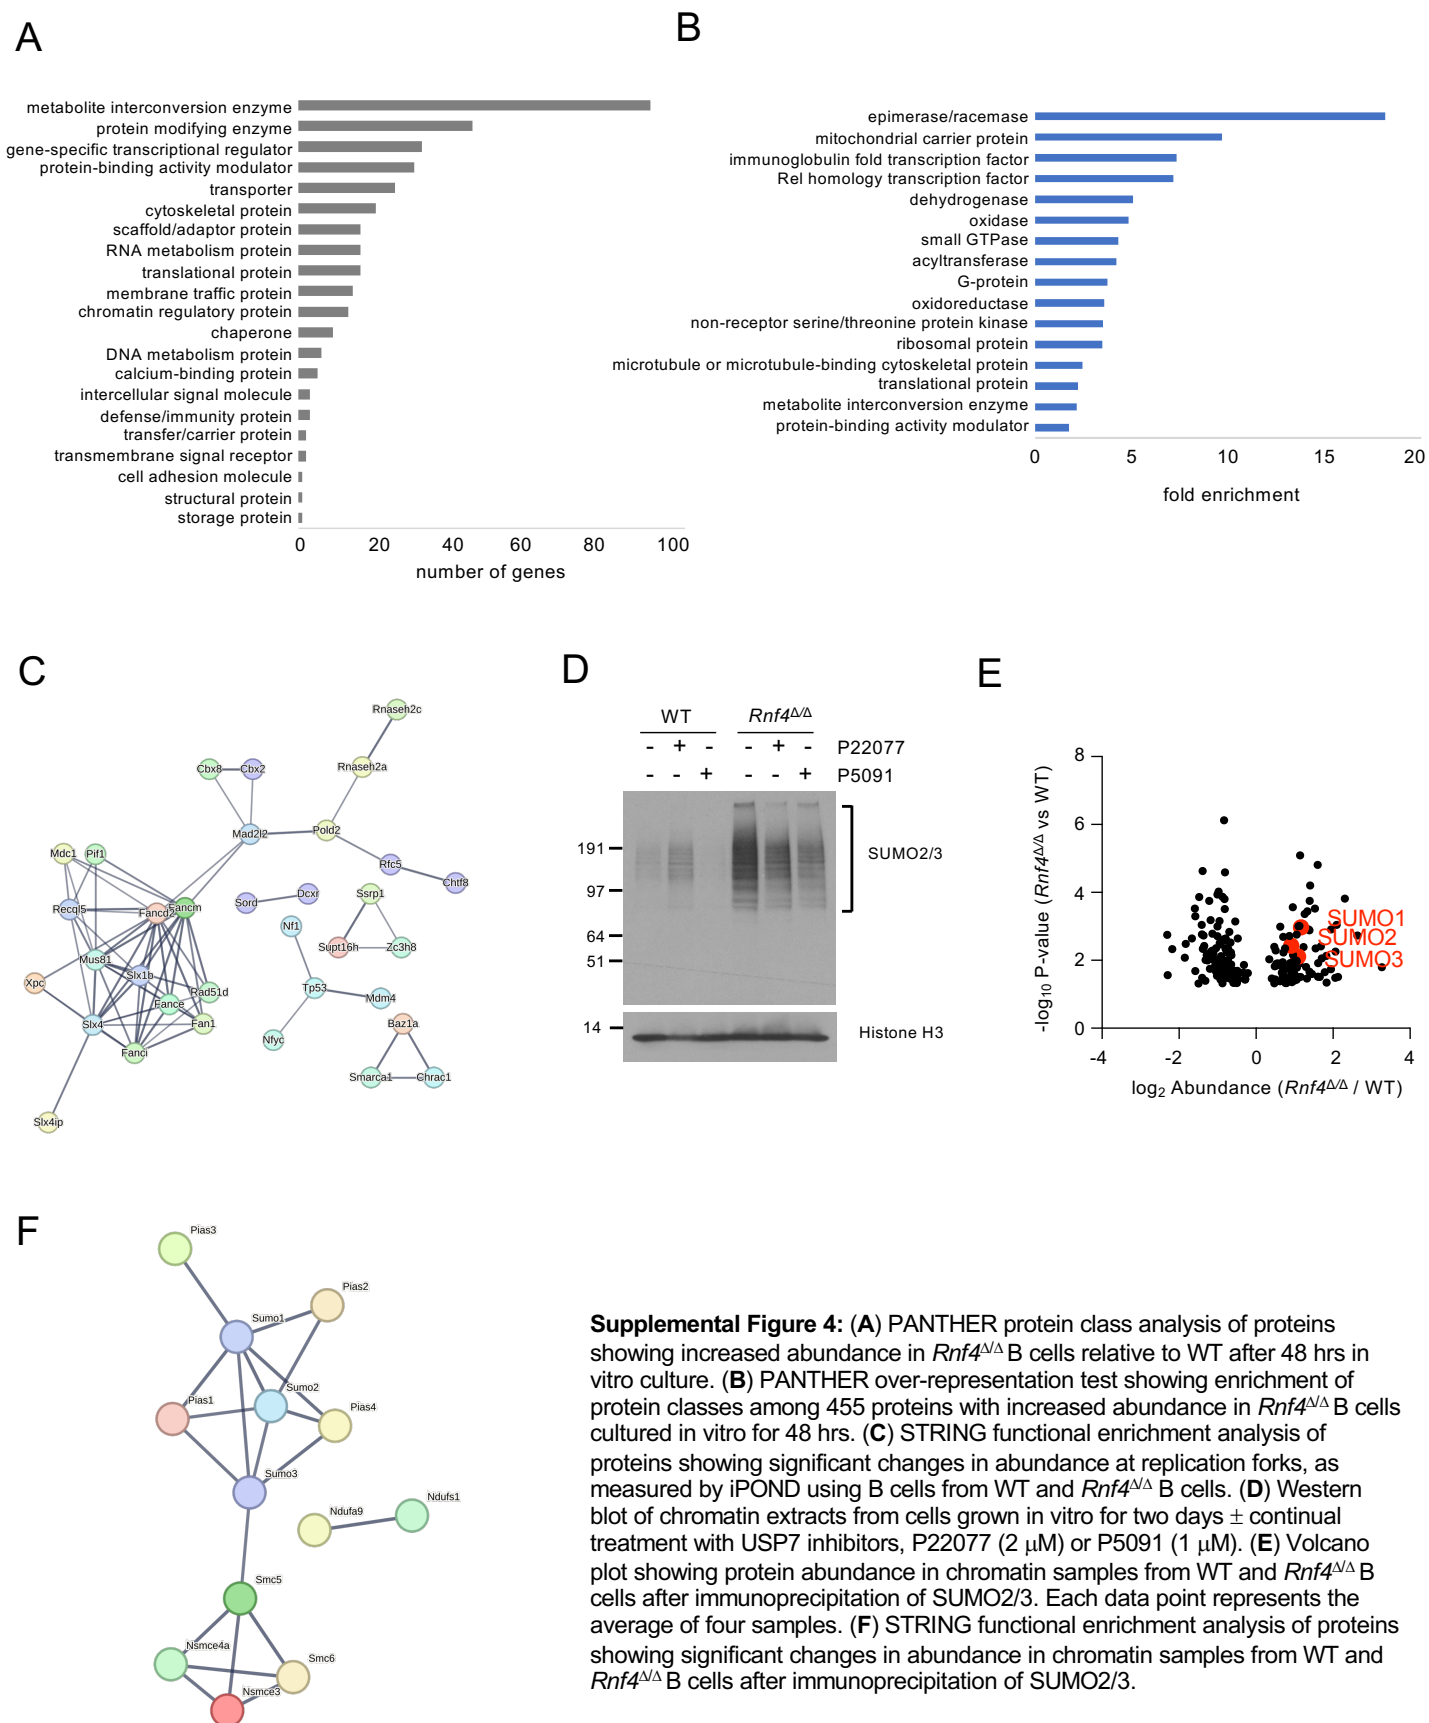 A
metabolite interconversion enzyme
protein modifying enzyme
gene-specific transcriptional regulator
protein-binding activity modulator
transporter
cytoskeletal protein
scaffold/adaptor protein
RNA metabolism protein
translational protein
membrane traffic protein
chromatin regulatory protein
chaperone
DNA metabolism protein
calcium-binding protein
intercellular signal molecule
defense/immunity protein
transfer/carrier protein
transmembrane signal receptor
cell adhesion molecule
structural protein
storage protein
0 20 40 60 80 100
number of genes
B
epimerase/racemase
mitochondrial carrier protein
immunoglobulin fold transcription factor
Rel homology transcription factor
dehydrogenase
oxidase
small GTPase
acyltransferase
G-protein
oxidoreductase
non-receptor serine/threonine protein kinase
ribosomal protein
microtubule or microtubule-binding cytoskeletal protein
translational protein
metabolite interconversion enzyme
protein-binding activity modulator
0 5 10 15 20
fold enrichment
C
Rnaseh2c
Cbx8 Cbx2 Rnaseh2a
Mad2l2 Pold2
Mdc1 Pif1
Rfc5
Chtf8
Recql5 Fancd2 Fancm
Sord Dcxr
Ssrp1
Nf1
Supt16h Zc3h8
Mus81
Slx1b
Xpc
Rad51d
Fance
Tp53
Mdm4
Slx4 Fan1
Baz1a
Nfyc
Fanci
Smarca1 Chrac1
Slx4ip
D
WT Rnf4Δ/Δ
- + - - + - P22077
- - + - - + P5091
191
97
64
51
14
SUMO2/3
Histone H3
E
-log10 P-value (Rnf4Δ/Δ vs WT)
8
6
4
2
0
SUMO1
SUMO2
SUMO3
-4 -2 0 2 4
log2 Abundance (Rnf4Δ/Δ / WT)
F
Pias3
Pias2
Sumo1
Sumo2
Pias1
Pias4
Sumo3
Ndufs1
Ndufa9
Smc5
Nsmce4a
Smc6
Nsmce3
Supplemental Figure 4: (A) PANTHER protein class analysis of proteins
showing increased abundance in Rnf4Δ/Δ B cells relative to WT after 48 hrs in
vitro culture. (B) PANTHER over-representation test showing enrichment of
protein classes among 455 proteins with increased abundance in Rnf4Δ/Δ B cells
cultured in vitro for 48 hrs. (C) STRING functional enrichment analysis of
proteins showing significant changes in abundance at replication forks, as
measured by iPOND using B cells from WT and Rnf4Δ/Δ B cells. (D) Western
blot of chromatin extracts from cells grown in vitro for two days ± continual
treatment with USP7 inhibitors, P22077 (2 μM) or P5091 (1 μM). (E) Volcano
plot showing protein abundance in chromatin samples from WT and Rnf4Δ/Δ B
cells after immunoprecipitation of SUMO2/3. Each data point represents the
average of four samples. (F) STRING functional enrichment analysis of proteins
showing significant changes in abundance in chromatin samples from WT and
Rnf4Δ/Δ B cells after immunoprecipitation of SUMO2/3.